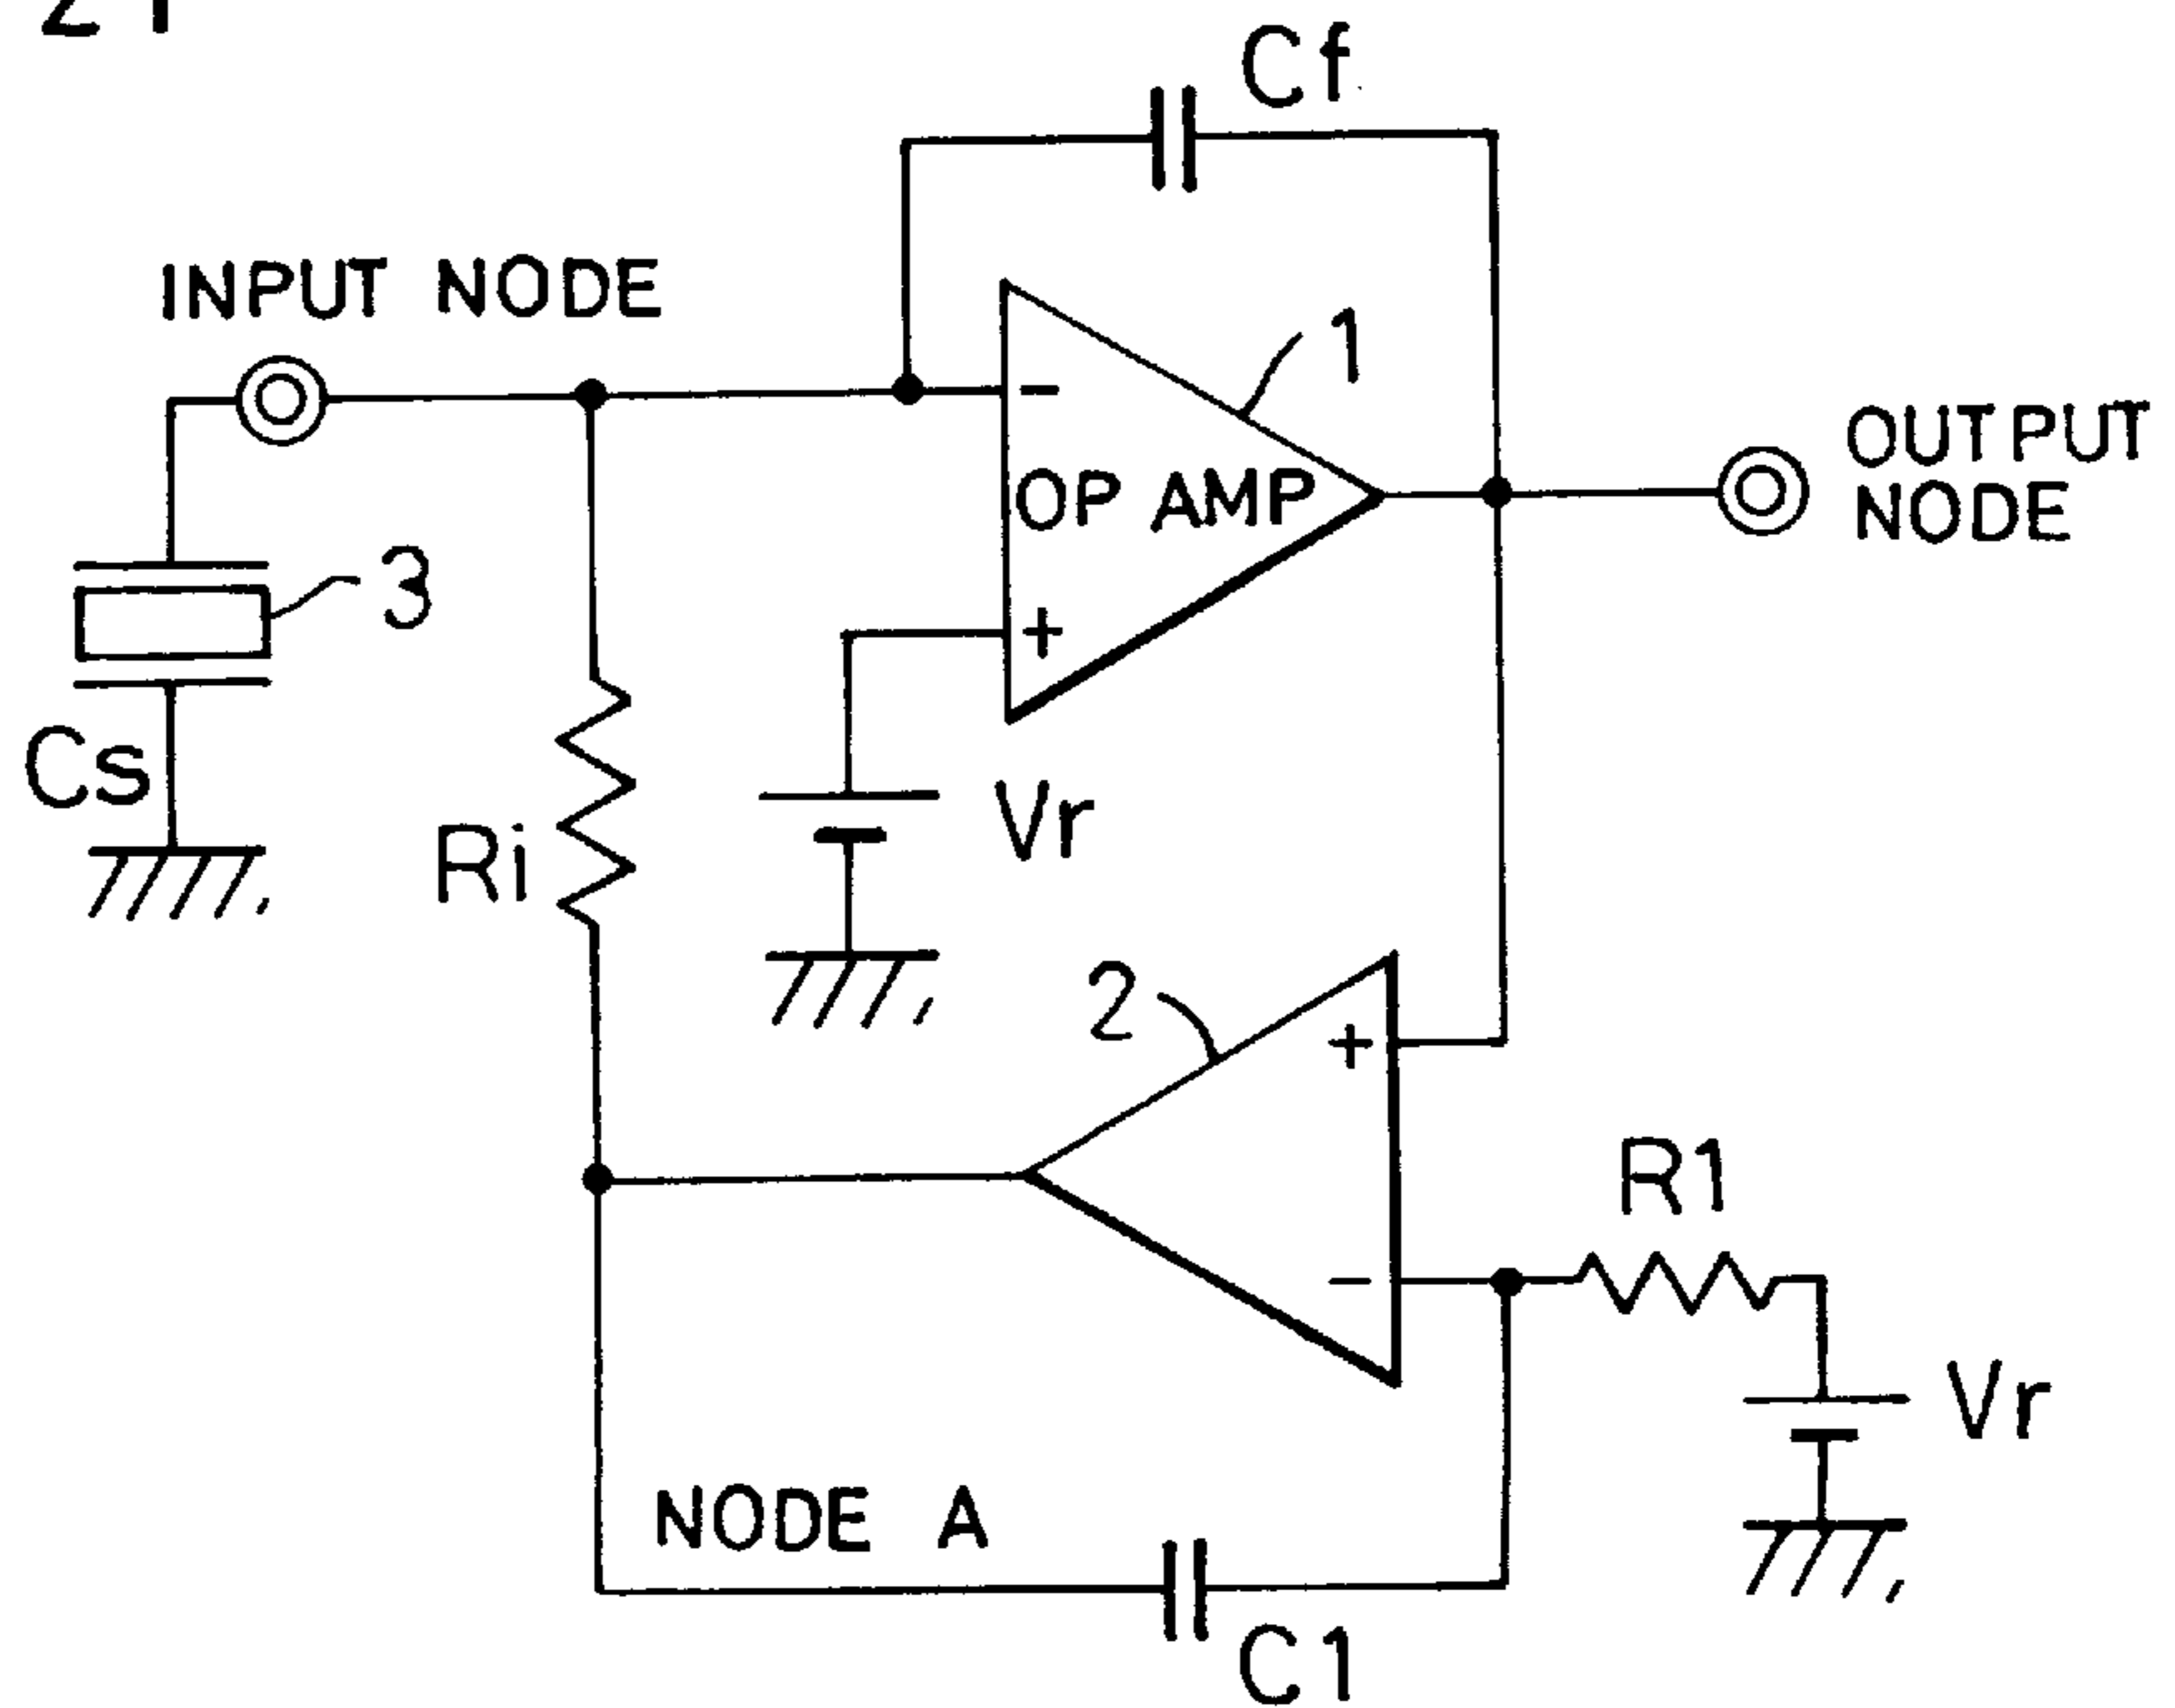 Cf
INPUT NODE
1
-
OP AMP
OUTPUT
NODE
3
+
Cs
Vr
Ri
2
+
R1
-
Vr
NODE A
C1